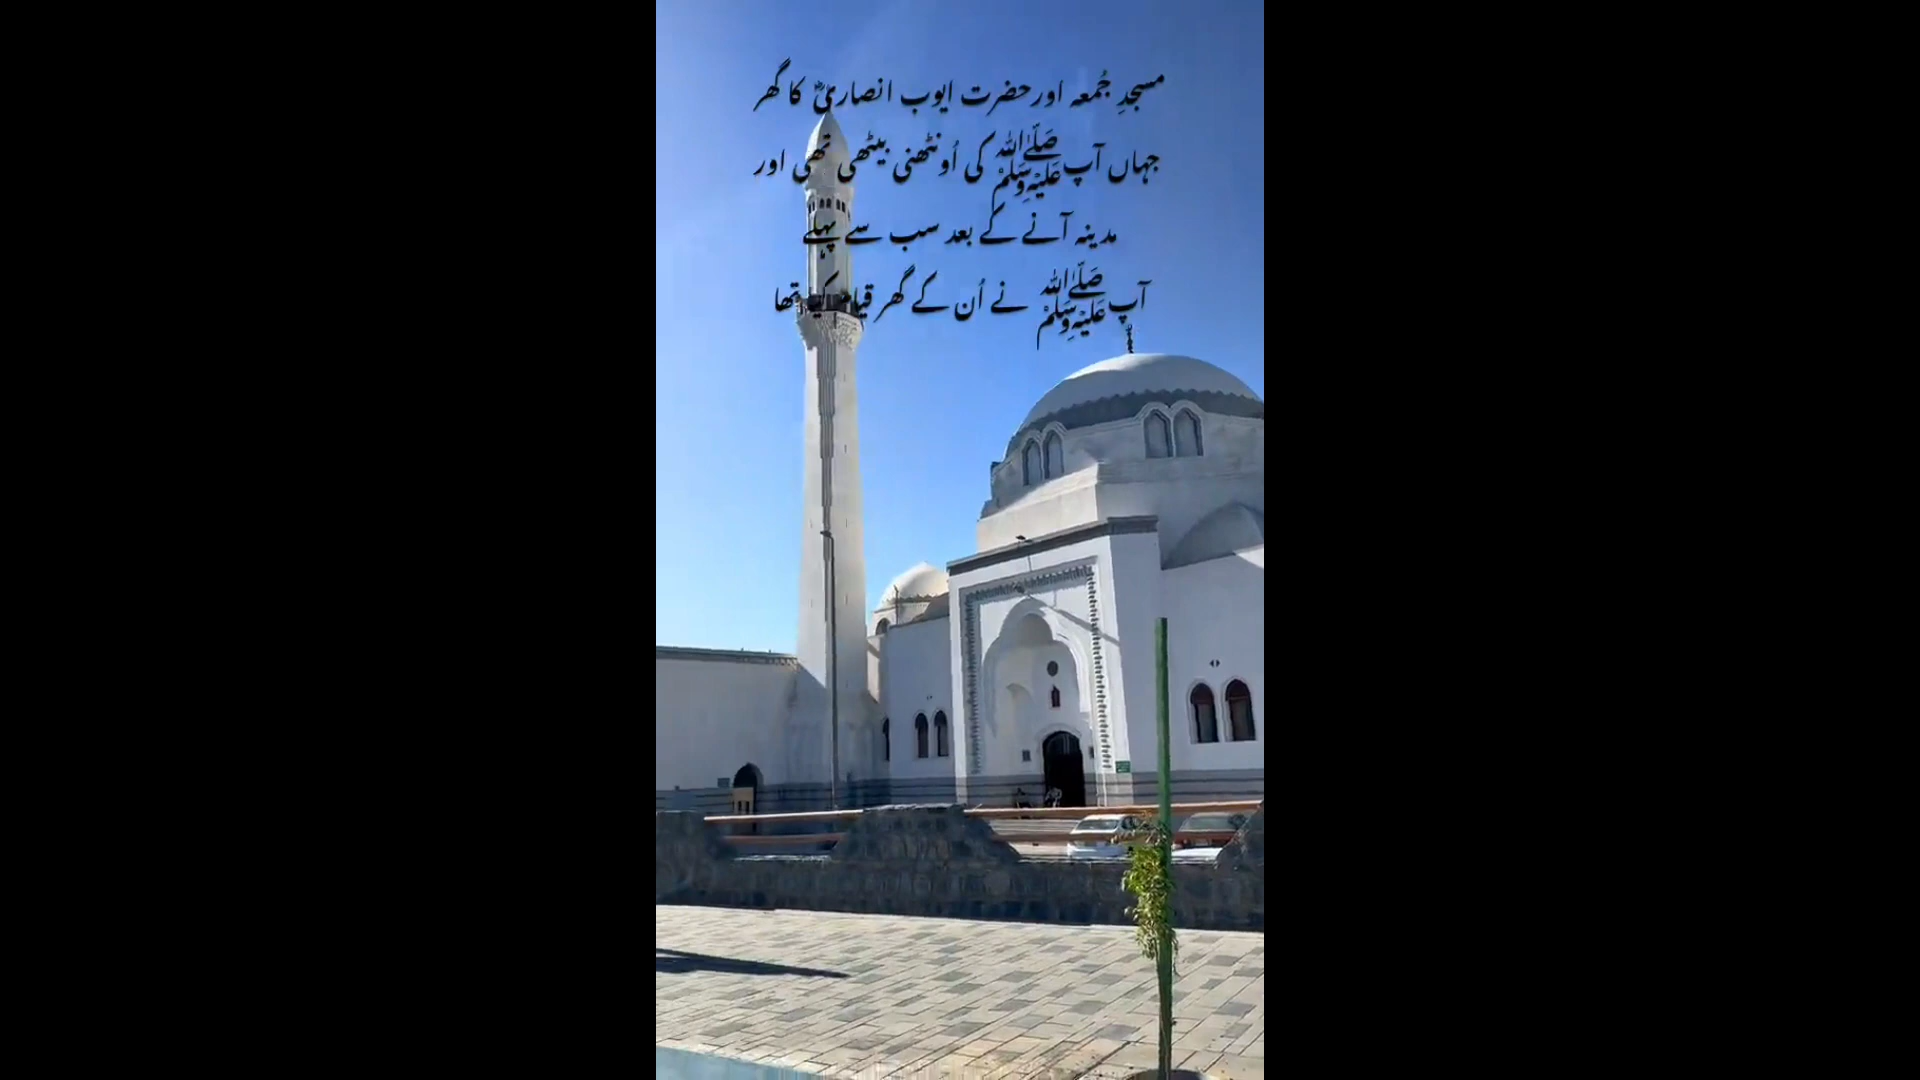 مسجدِ جُمعہ اور حضرت ایوب انصاریؓ کا گھر
جہاں آپ ﷺ کی اُونٹھنی بیٹھی تھی اور
مدینہ آنے کے بعد سب سے پہلے
آپ ﷺ نے اُن کے گھر قیام کیا تھا